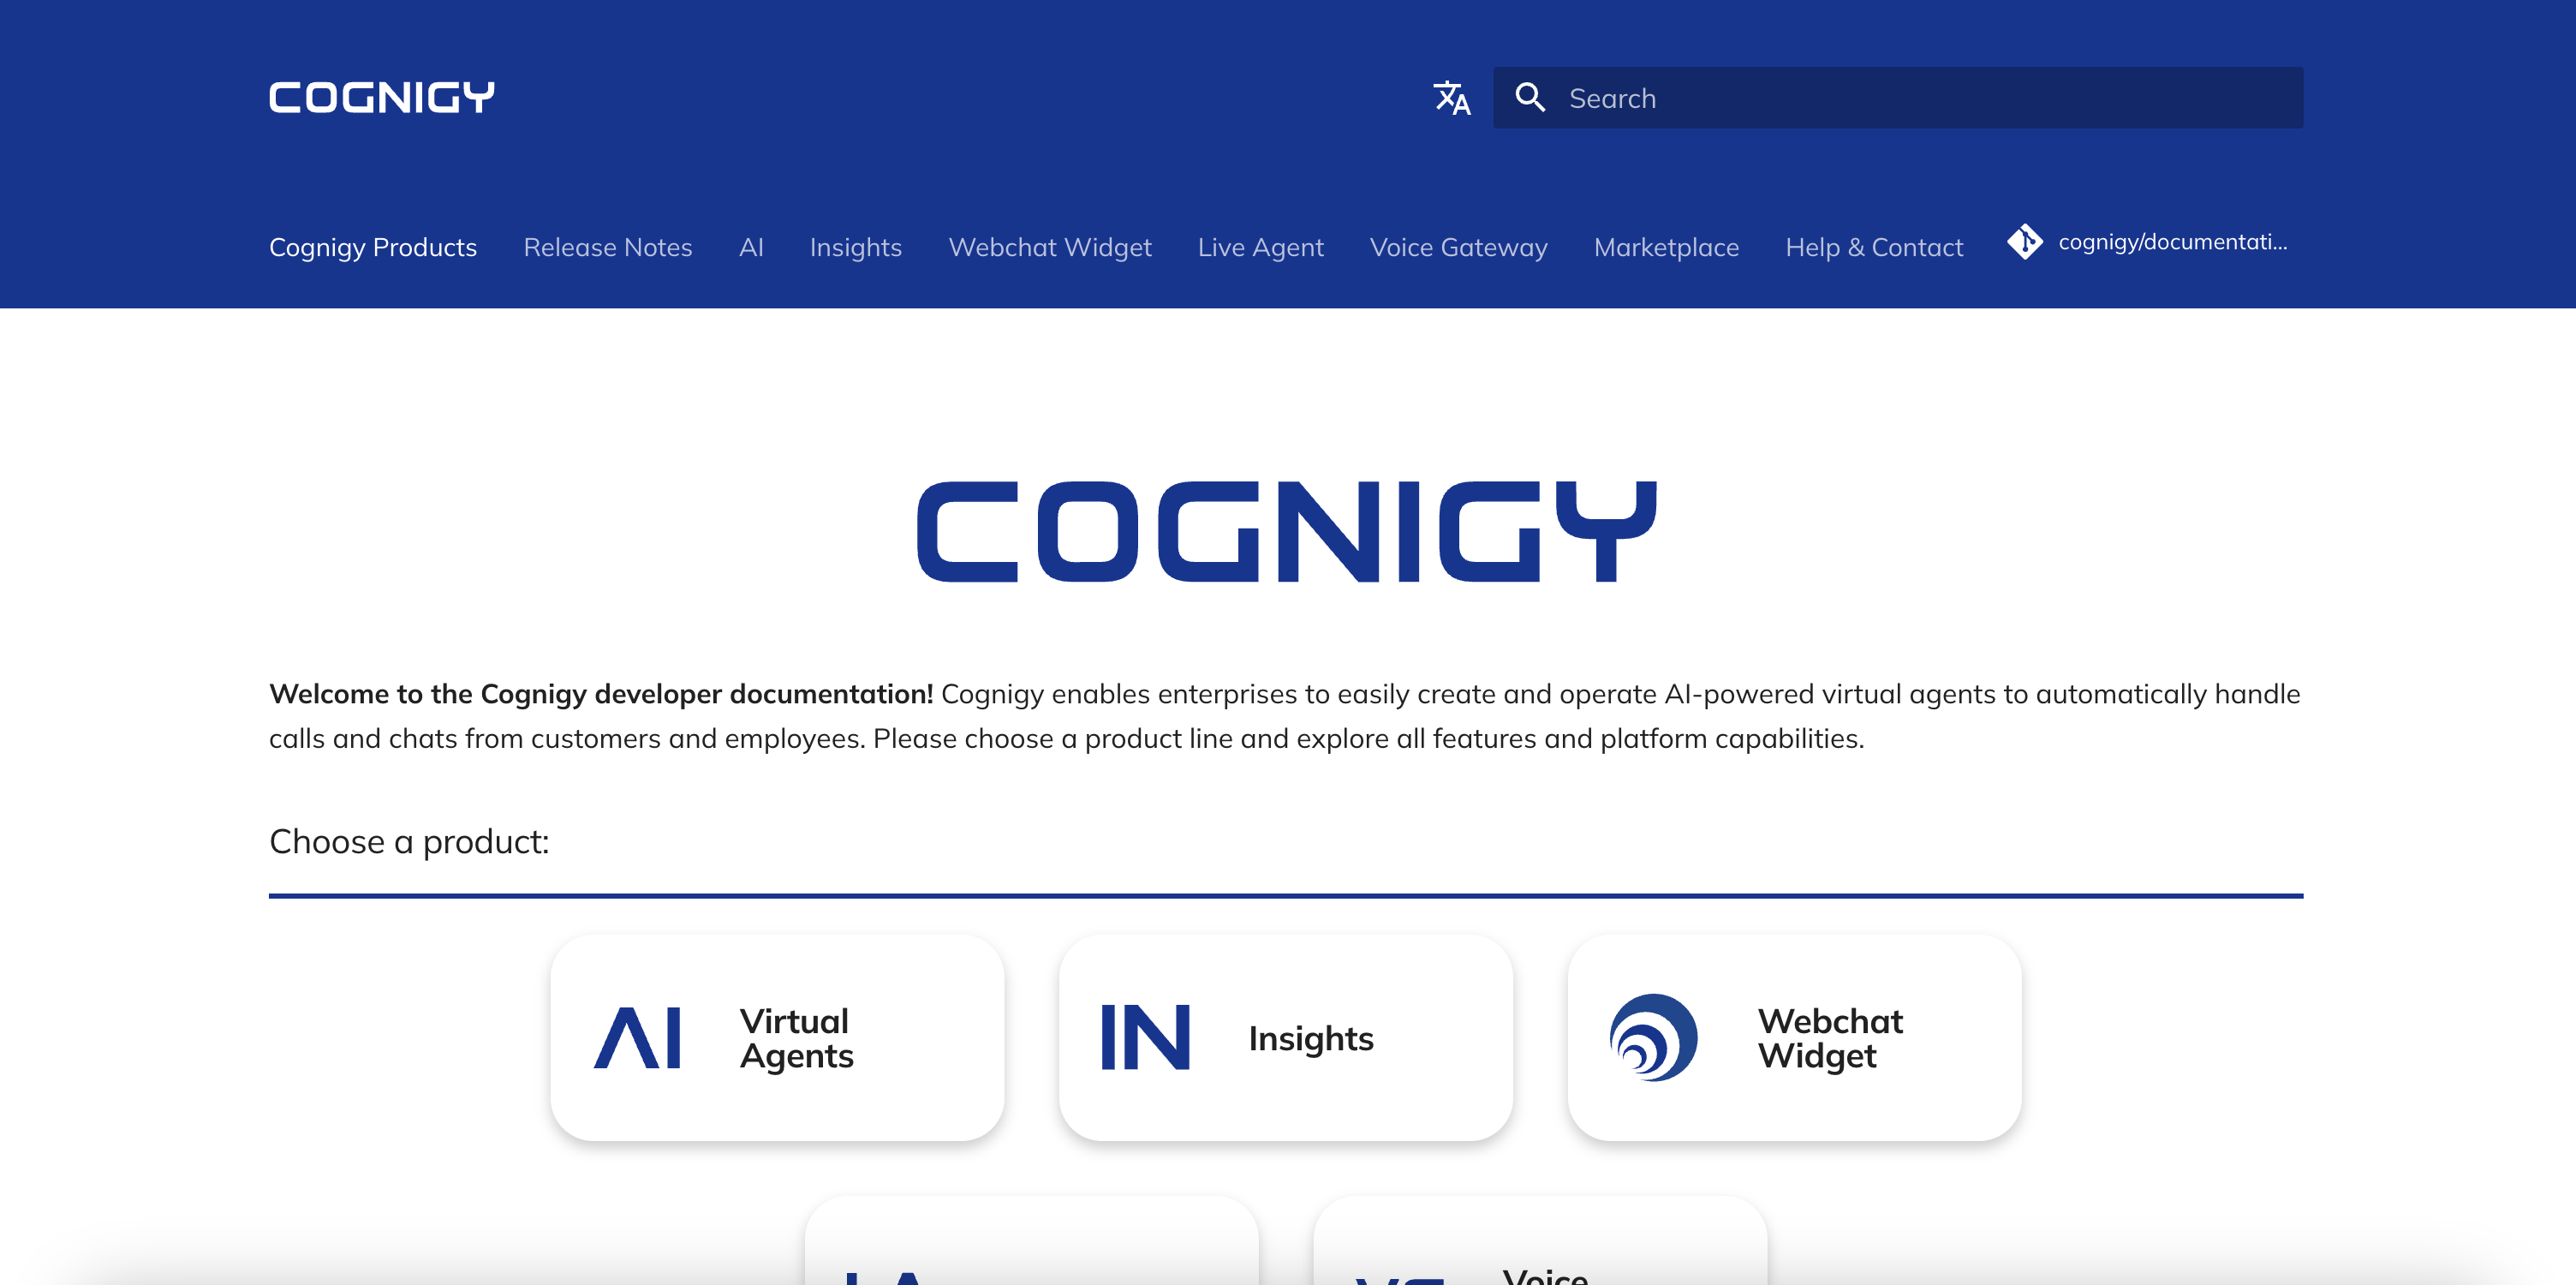 COGNIGY
Search
Cognigy Products Release Notes AI Insights Webchat Widget Live Agent Voice Gateway Marketplace Help & Contact cognigy/documentati...
COGNIGY
Welcome to the Cognigy developer documentation! Cognigy enables enterprises to easily create and operate AI-powered virtual agents to automatically handle
calls and chats from customers and employees. Please choose a product line and explore all features and platform capabilities.
Choose a product:
AI Virtual
Agents
IN Insights
Webchat
Widget
Voice